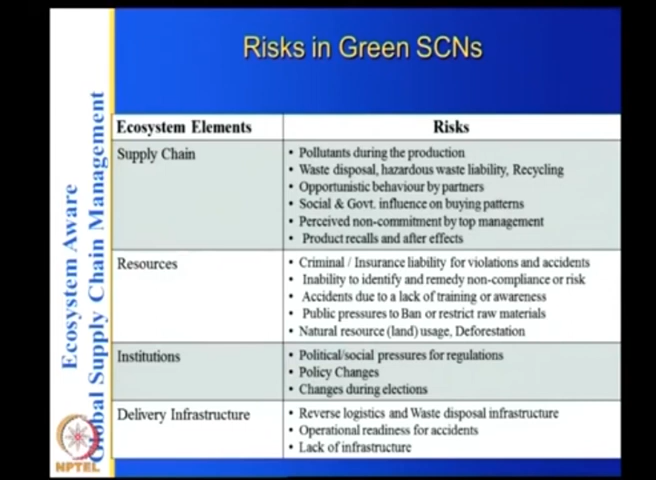 Risks in Green SCNs
Ecosystem Aware
Global Supply Chain Management
Ecosystem Elements
Risks
Supply Chain
• Pollutants during the production
• Waste disposal, hazardous waste liability, Recycling
• Opportunistic behaviour by partners
• Social & Govt. influence on buying patterns
• Perceived non-commitment by top management
• Product recalls and after effects
Resources
• Criminal / Insurance liability for violations and accidents
• Inability to identify and remedy non-compliance or risk
• Accidents due to a lack of training or awareness
• Public pressures to Ban or restrict raw materials
• Natural resource (land) usage, Deforestation
Institutions
• Political/social pressures for regulations
• Policy Changes
• Changes during elections
Delivery Infrastructure
• Reverse logistics and Waste disposal infrastructure
• Operational readiness for accidents
• Lack of infrastructure
NPTEL